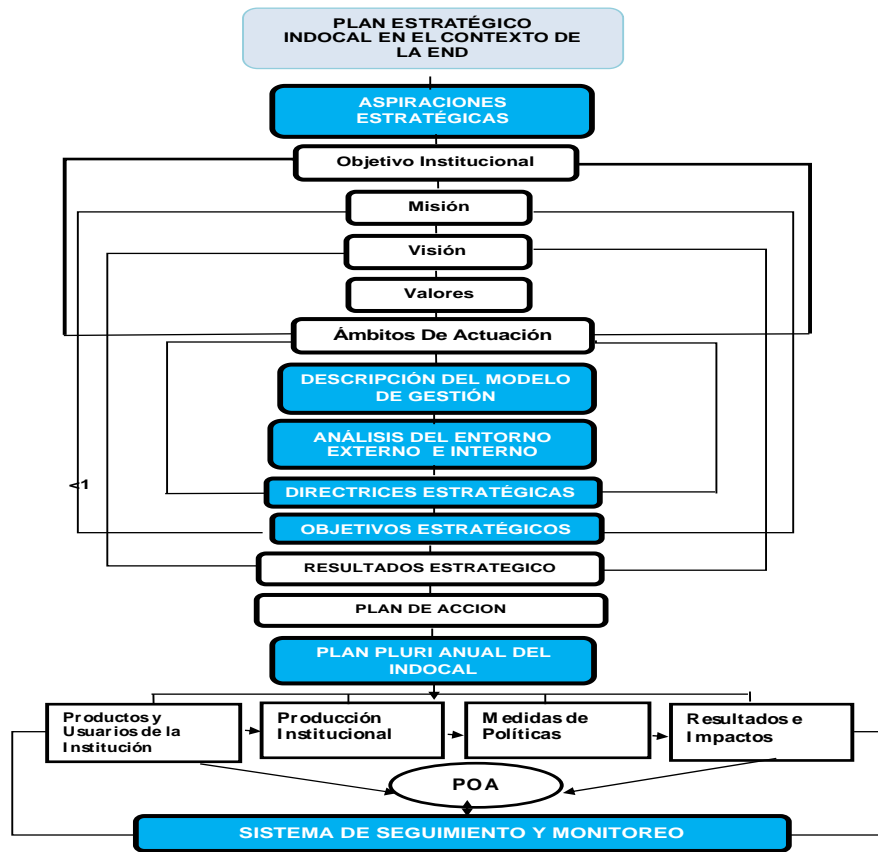 PLAN ESTRATÉGICO
INDOCAL EN EL CONTEXTO DE
LA END
ASPIRACIONES
ESTRATÉGICAS
Objetivo Institucional
Misión
Visión
Valores
Ámbitos De Actuación
DESCRIPCIÓN DEL MODELO
DE GESTIÓN
ANÁLISIS DEL ENTORNO
EXTERNO E INTERNO
<1
DIRECTRICES ESTRATÉGICAS
OBJETIVOS ESTRATÉGICOS
RESULTADOS ESTRATEGICO
PLAN DE ACCION
PLAN PLURI ANUAL DEL
INDOCAL
Productos y
Usuarios de la
Institución
Producción
Institucional
Medidas de
Políticas
Resultados e
Impactos
POA
SISTEMA DE SEGUIMIENTO Y MONITOREO